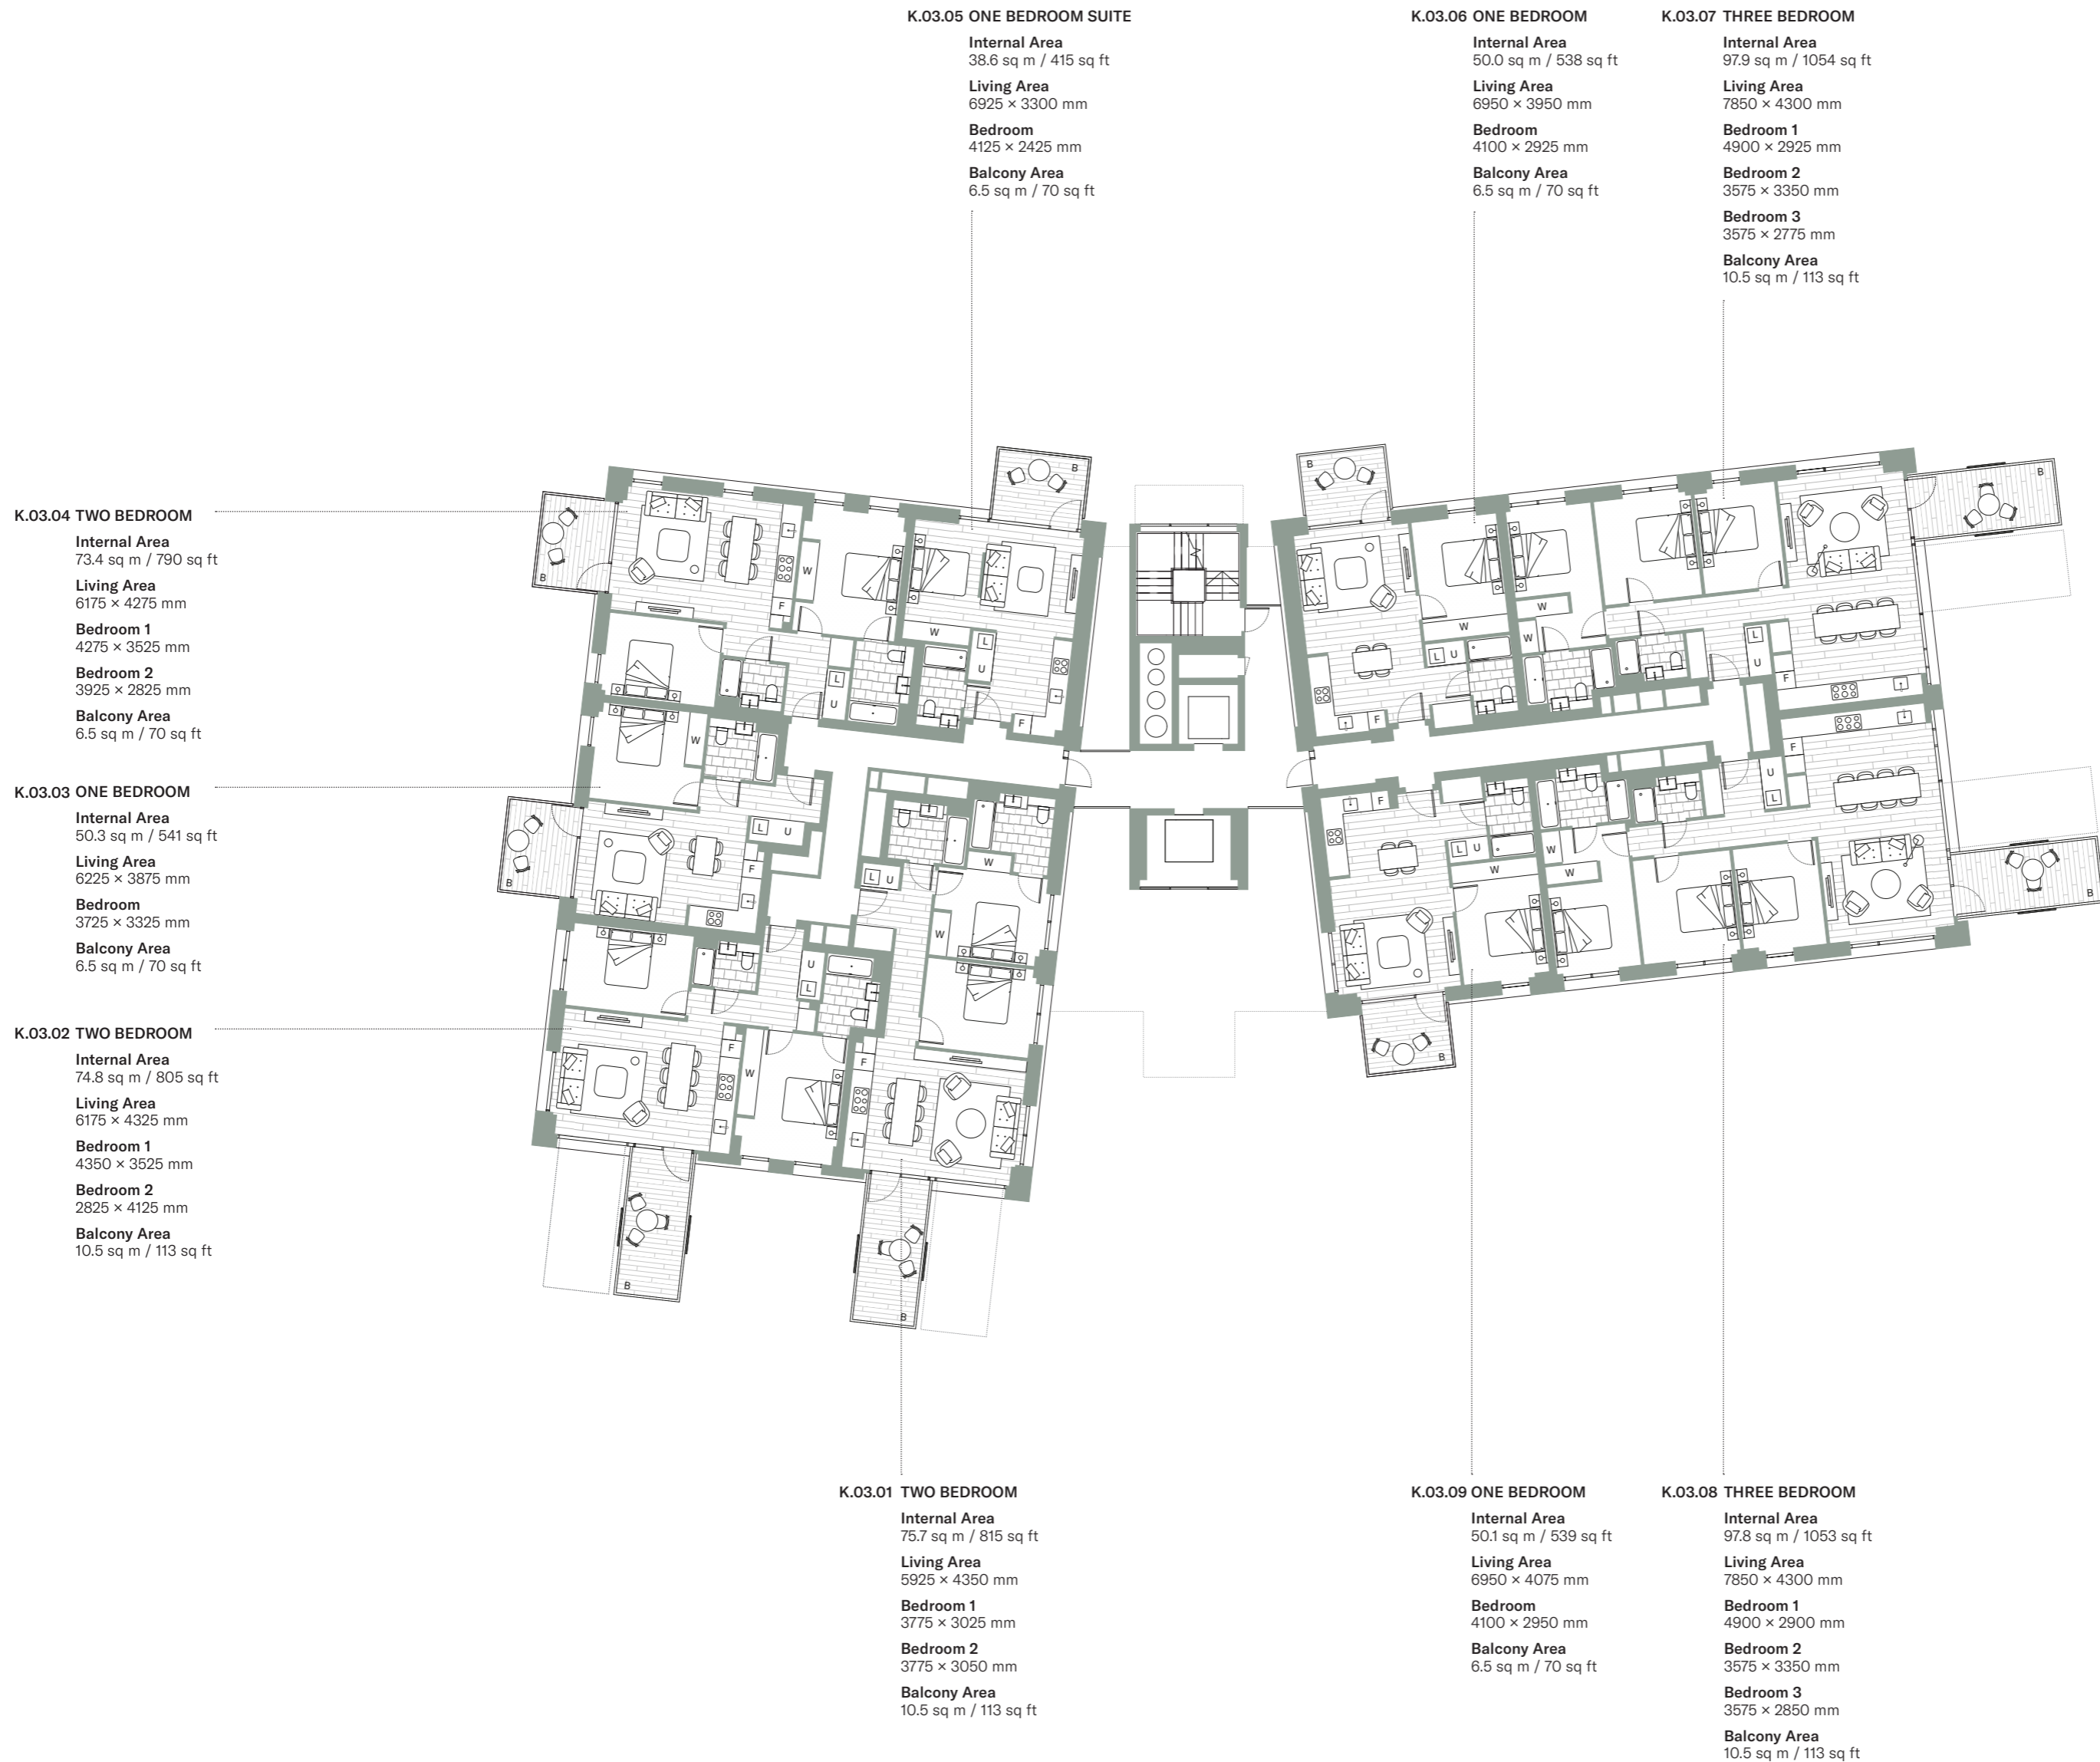 K.03.05 ONE BEDROOM SUITE
Internal Area
38.6 sq m / 415 sq ft
Living Area
6925 × 3300 mm
Bedroom
4125 × 2425 mm
Balcony Area
6.5 sq m / 70 sq ft
K.03.06 ONE BEDROOM
Internal Area
50.0 sq m / 538 sq ft
Living Area
6950 × 3950 mm
Bedroom
4100 × 2925 mm
Balcony Area
6.5 sq m / 70 sq ft
K.03.07 THREE BEDROOM
Internal Area
97.9 sq m / 1054 sq ft
Living Area
7850 × 4300 mm
Bedroom 1
4900 × 2925 mm
Bedroom 2
3575 × 3350 mm
Bedroom 3
3575 × 2775 mm
Balcony Area
10.5 sq m / 113 sq ft
K.03.04 TWO BEDROOM
Internal Area
73.4 sq m / 790 sq ft
Living Area
6175 × 4275 mm
Bedroom 1
4275 × 3525 mm
Bedroom 2
3925 × 2825 mm
Balcony Area
6.5 sq m / 70 sq ft
K.03.03 ONE BEDROOM
Internal Area
50.3 sq m / 541 sq ft
Living Area
6225 × 3875 mm
Bedroom
3725 × 3325 mm
Balcony Area
6.5 sq m / 70 sq ft
K.03.02 TWO BEDROOM
Internal Area
74.8 sq m / 805 sq ft
Living Area
6175 × 4325 mm
Bedroom 1
4350 × 3525 mm
Bedroom 2
2825 × 4125 mm
Balcony Area
10.5 sq m / 113 sq ft
B
W
F
L
U
B
W
L
U
F
W
L U
F
B
B
W
L U
F
W
W
L
U
F
B
U
L
F
W
B
L U
W
W
F
B
F
L U
W
B
W
W
U
L
F
B
K.03.01 TWO BEDROOM
Internal Area
75.7 sq m / 815 sq ft
Living Area
5925 × 4350 mm
Bedroom 1
3775 × 3025 mm
Bedroom 2
3775 × 3050 mm
Balcony Area
10.5 sq m / 113 sq ft
K.03.09 ONE BEDROOM
Internal Area
50.1 sq m / 539 sq ft
Living Area
6950 × 4075 mm
Bedroom
4100 × 2950 mm
Balcony Area
6.5 sq m / 70 sq ft
K.03.08 THREE BEDROOM
Internal Area
97.8 sq m / 1053 sq ft
Living Area
7850 × 4300 mm
Bedroom 1
4900 × 2900 mm
Bedroom 2
3575 × 3350 mm
Bedroom 3
3575 × 2850 mm
Balcony Area
10.5 sq m / 113 sq ft